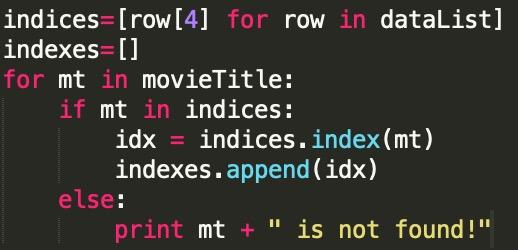 indices=[row[4] for row in dataList]
indexes=[]
for mt in movieTitle:
    if mt in indices:
        idx = indices.index(mt)
        indexes.append(idx)
    else:
        print mt + " is not found!"